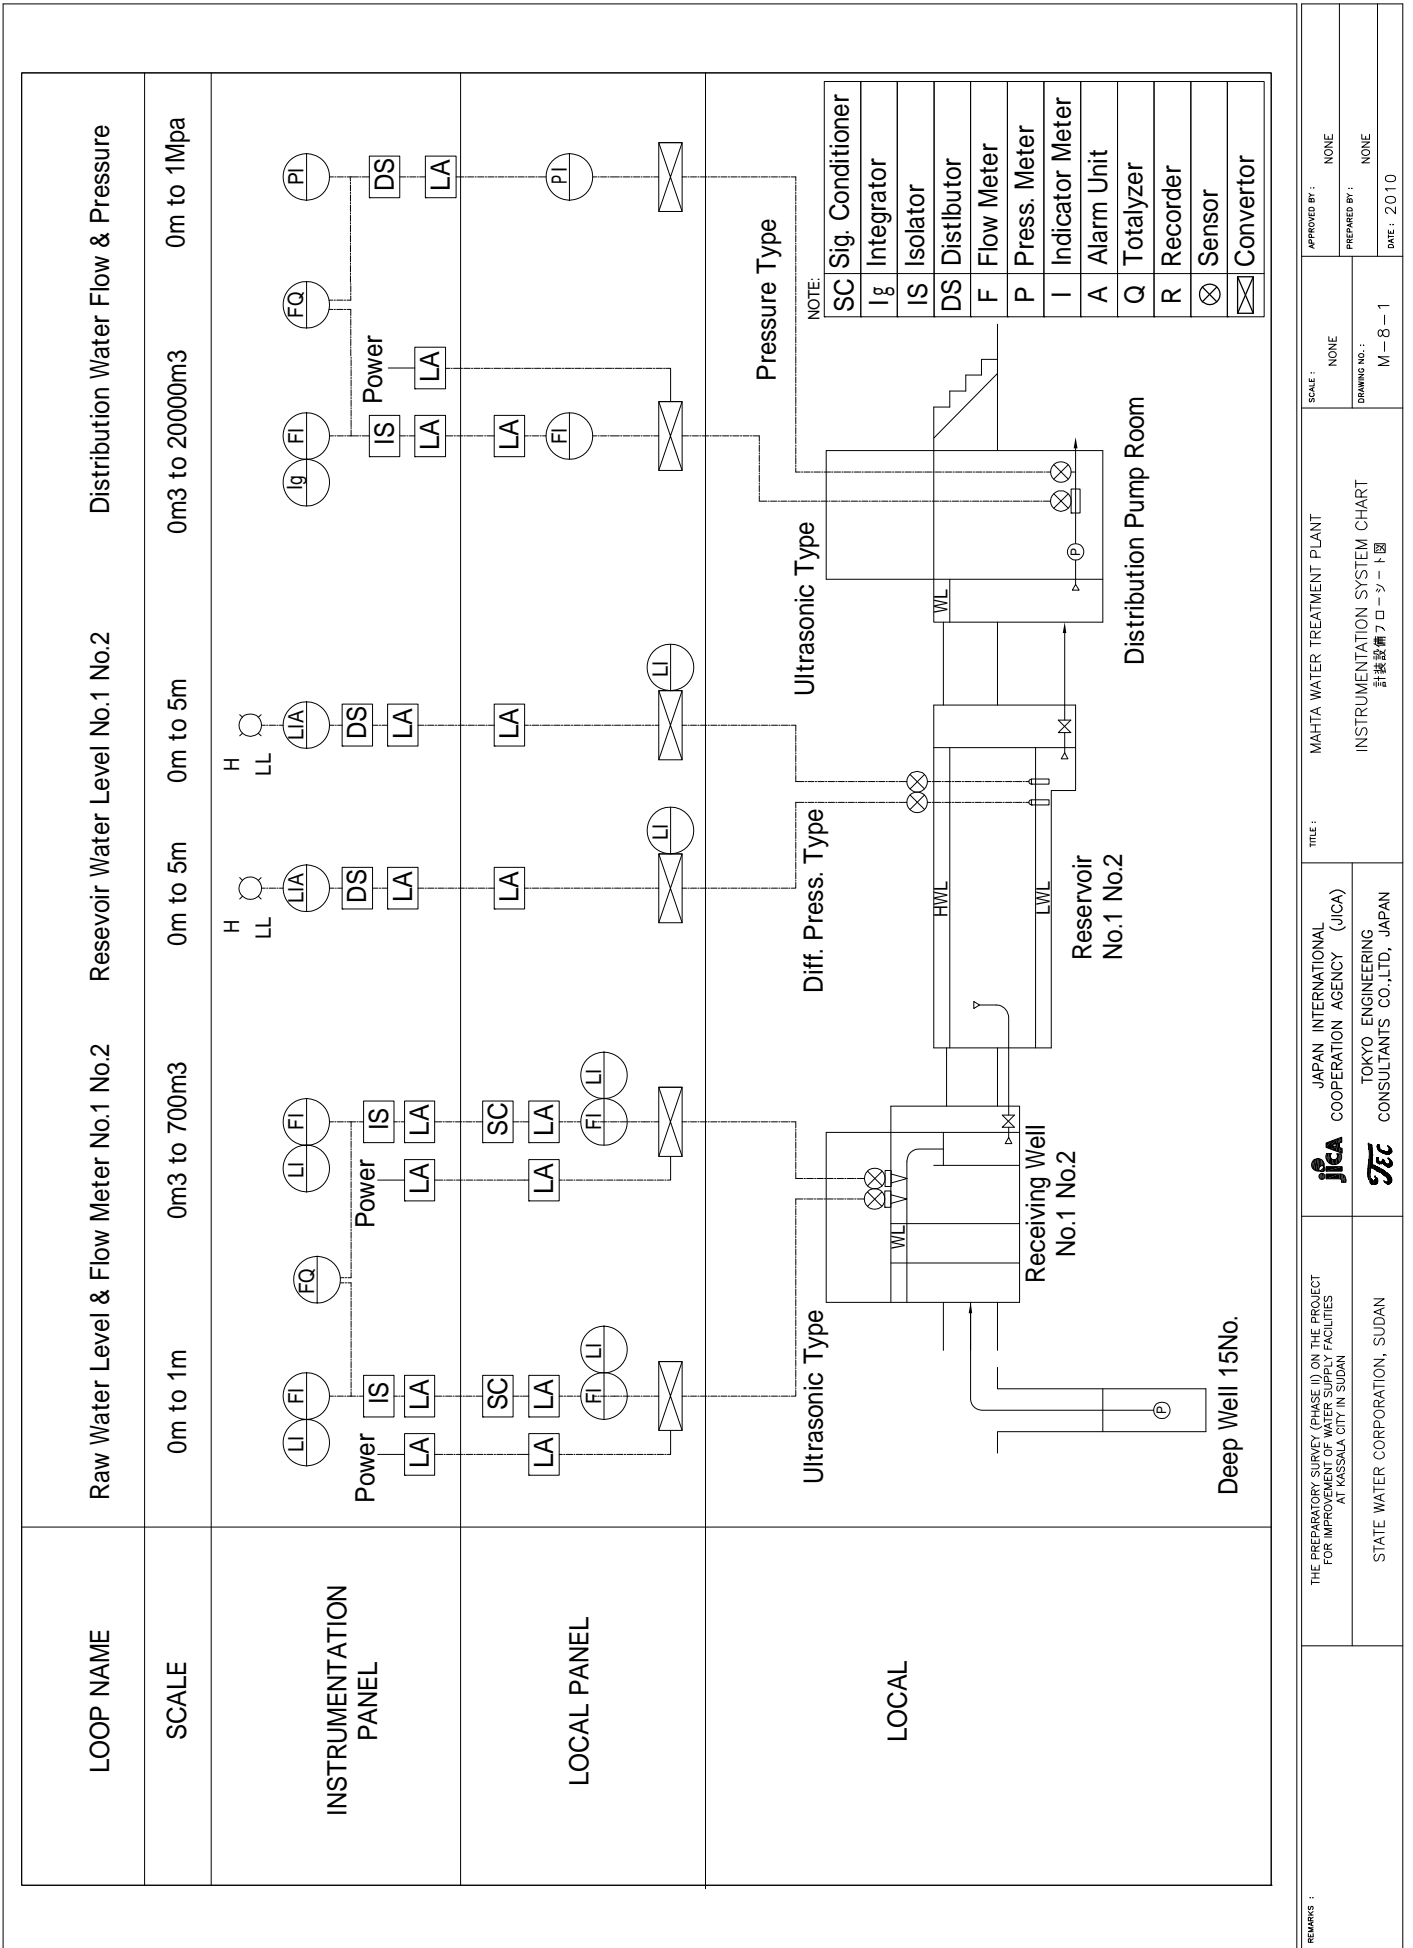 LOOP NAME
Raw Water Level & Flow Meter No.1 No.2
Resevoir Water Level No.1 No.2
Distribution Water Flow & Pressure
SCALE
0m to 1m
0m3 to 700m3
0m to 5m
0m to 5m
0m3 to 20000m3
0m to 1Mpa
INSTRUMENTATION
PANEL
LI
FI
FQ
LI
FI
H
LL
LIA
H
LL
LIA
Ig
FI
FQ
PI
Power
IS
LA
LA
Power
IS
LA
LA
DS
LA
DS
LA
IS
LA
Power
LA
DS
LA
LOCAL PANEL
SC
LA
LA
FI
LI
SC
LA
LA
FI
LI
LA
LI
LA
LI
LA
FI
PI
LOCAL
Ultrasonic Type
Diff. Press. Type
Ultrasonic Type
Pressure Type
WL
HWL
LWL
WL
P
P
Deep Well 15No.
Receiving Well
No.1 No.2
Reservoir
No.1 No.2
Distribution Pump Room
NOTE:
SC Sig. Conditioner
Ig Integrator
IS Isolator
DS Distlbutor
F Flow Meter
P Press. Meter
I Indicator Meter
A Alarm Unit
Q Totalyzer
R Recorder
Sensor
Convertor
REMARKS :
THE PREPARATORY SURVEY (PHASE II) ON THE PROJECT
FOR IMPROVEMENT OF WATER SUPPLY FACILITIES
AT KASSALA CITY IN SUDAN
STATE WATER CORPORATION, SUDAN
jICA
JAPAN INTERNATIONAL
COOPERATION AGENCY (JICA)
TEC
TOKYO ENGINEERING
CONSULTANTS CO.,LTD, JAPAN
TITLE :
MAHTA WATER TREATMENT PLANT
INSTRUMENTATION SYSTEM CHART
計装設備フローシート図
SCALE :
NONE
DRAWING NO. :
M-8-1
APPROVED BY :
NONE
PREPARED BY :
NONE
DATE : 2010